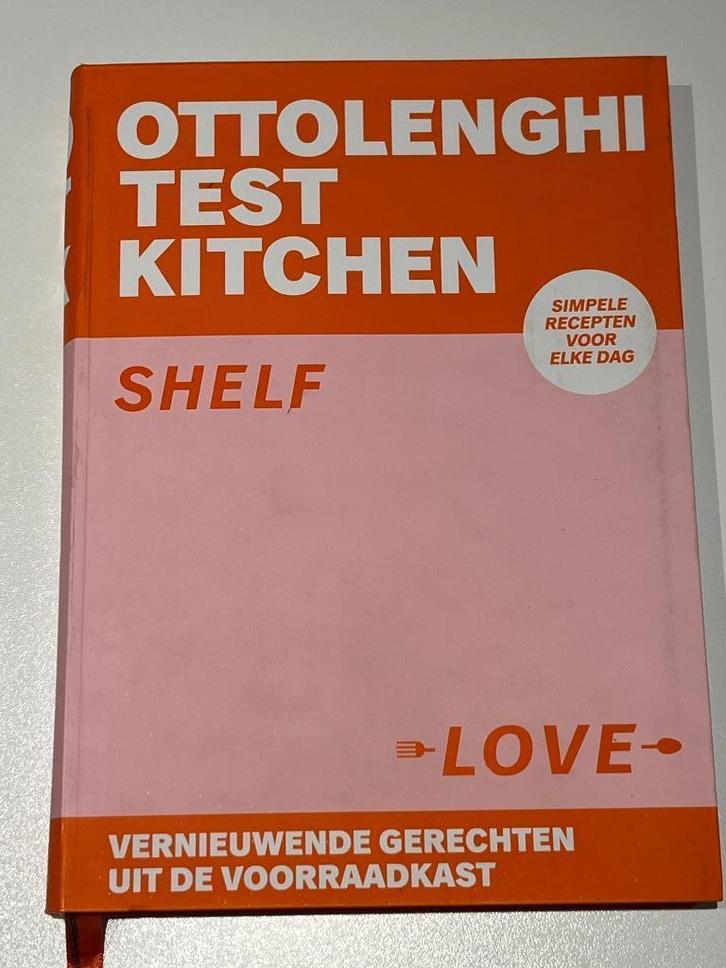 OTTOLENGHI
TEST
KITCHEN
SIMPELE
RECEPTEN
VOOR
ELKE DAG
SHELF
LOVE
VERNIEUWENDE GERECHTEN
UIT DE VOORRAADKAST